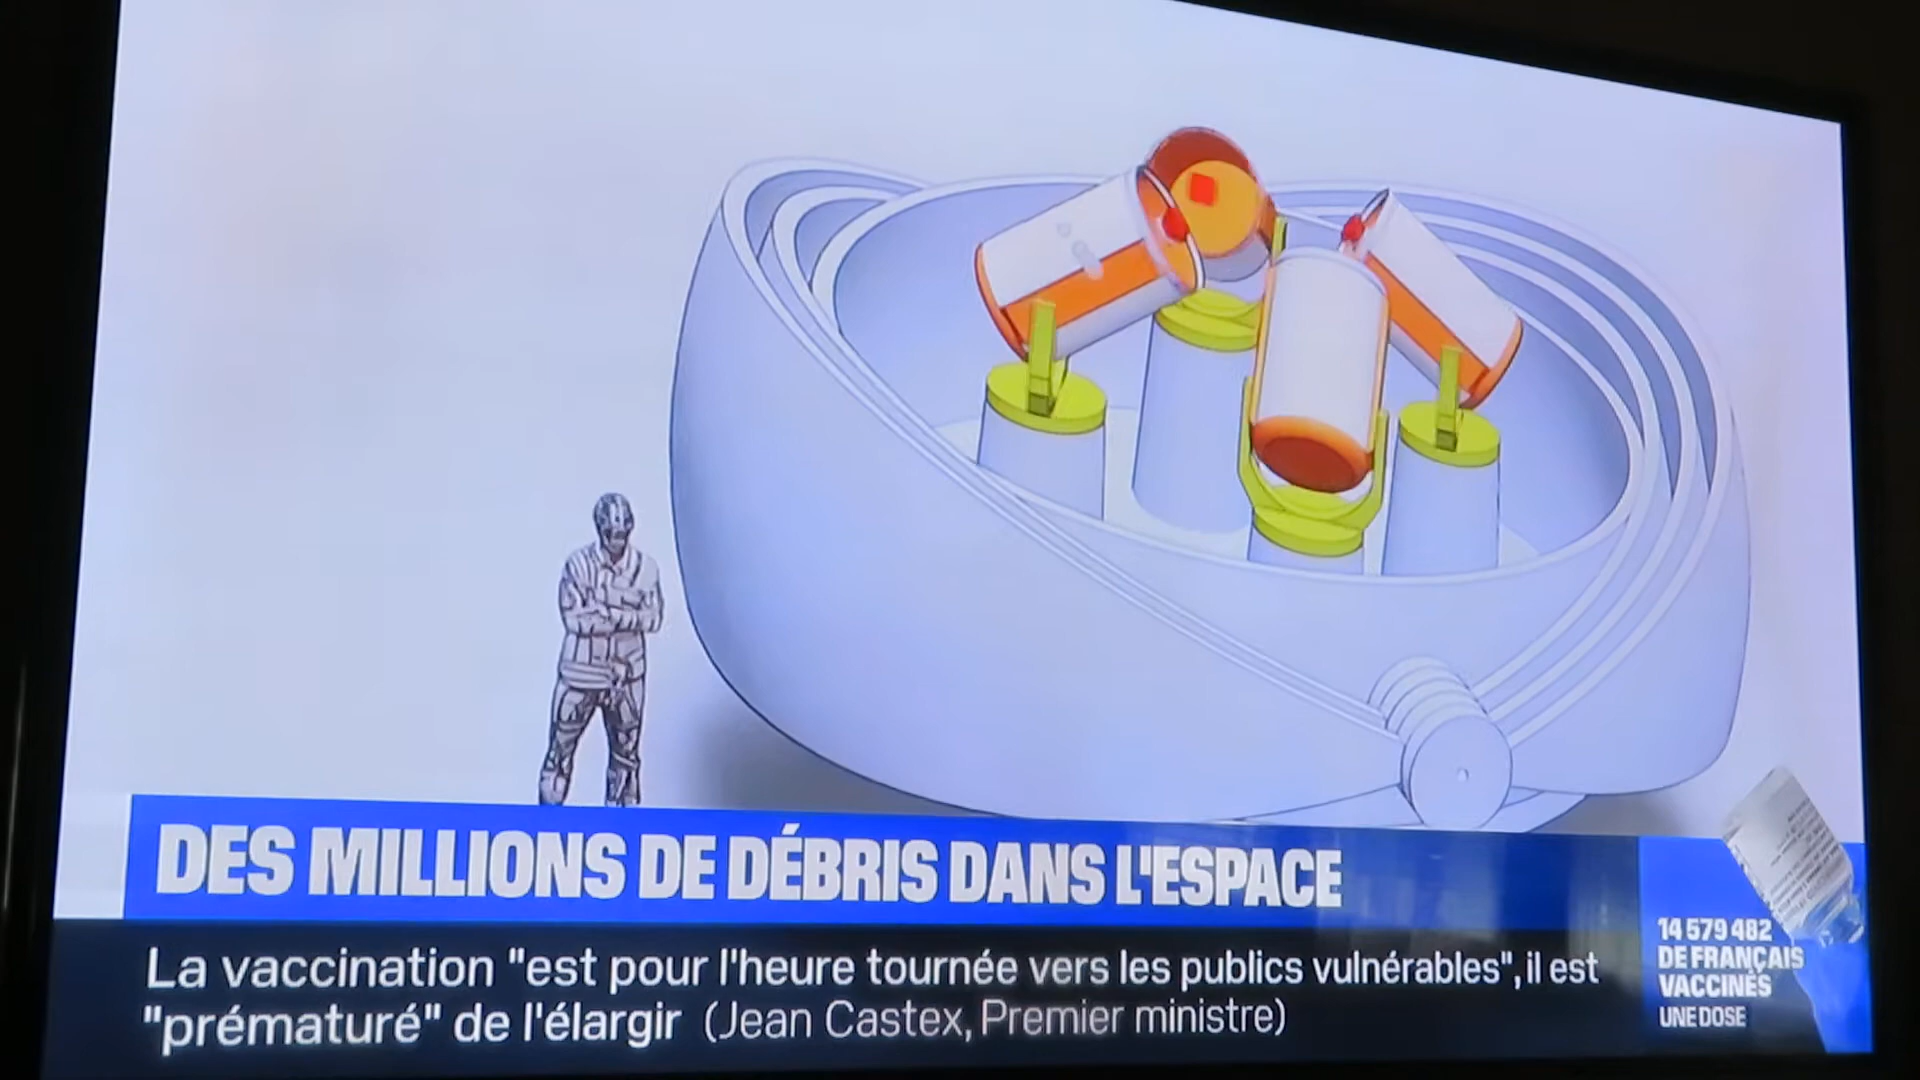 DES MILLIONS DE DÉBRIS DANS L'ESPACE
La vaccination "est pour l'heure tournée vers les publics vulnérables", il est
"prématuré" de l'élargir (Jean Castex, Premier ministre)
14 579 482
DE FRANÇAIS
VACCINÉS
UNE DOSE